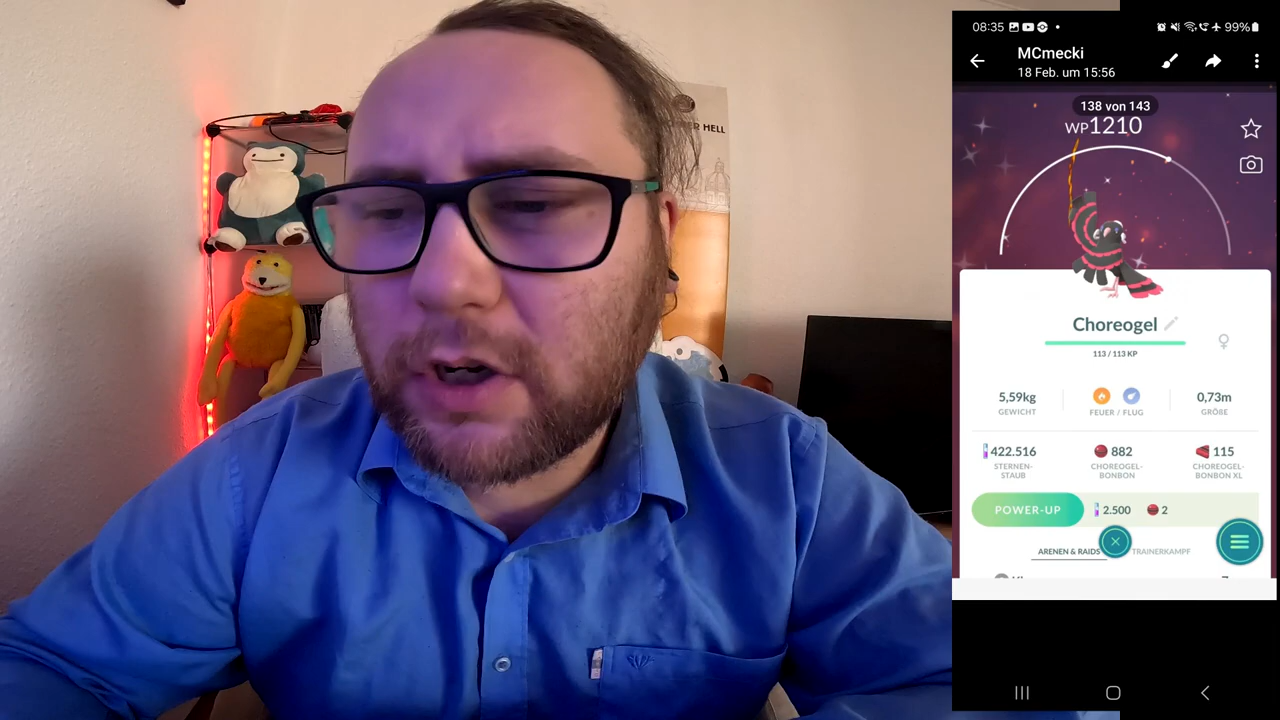 R HELL
08:35
99%
MCmecki
18 Feb. um 15:56
138 von 143
WP1210
Choreogel
113 / 113 KP
5,59kg
GEWICHT
FEUER / FLUG
0,73m
GRÖẞE
422.516
STERNEN-
STAUB
882
CHOREOGEL-
BONBON
115
CHOREOGEL-
BONBON XL
POWER-UP
2.500
2
ARENEN & RAIDS
TRAINERKAMPF